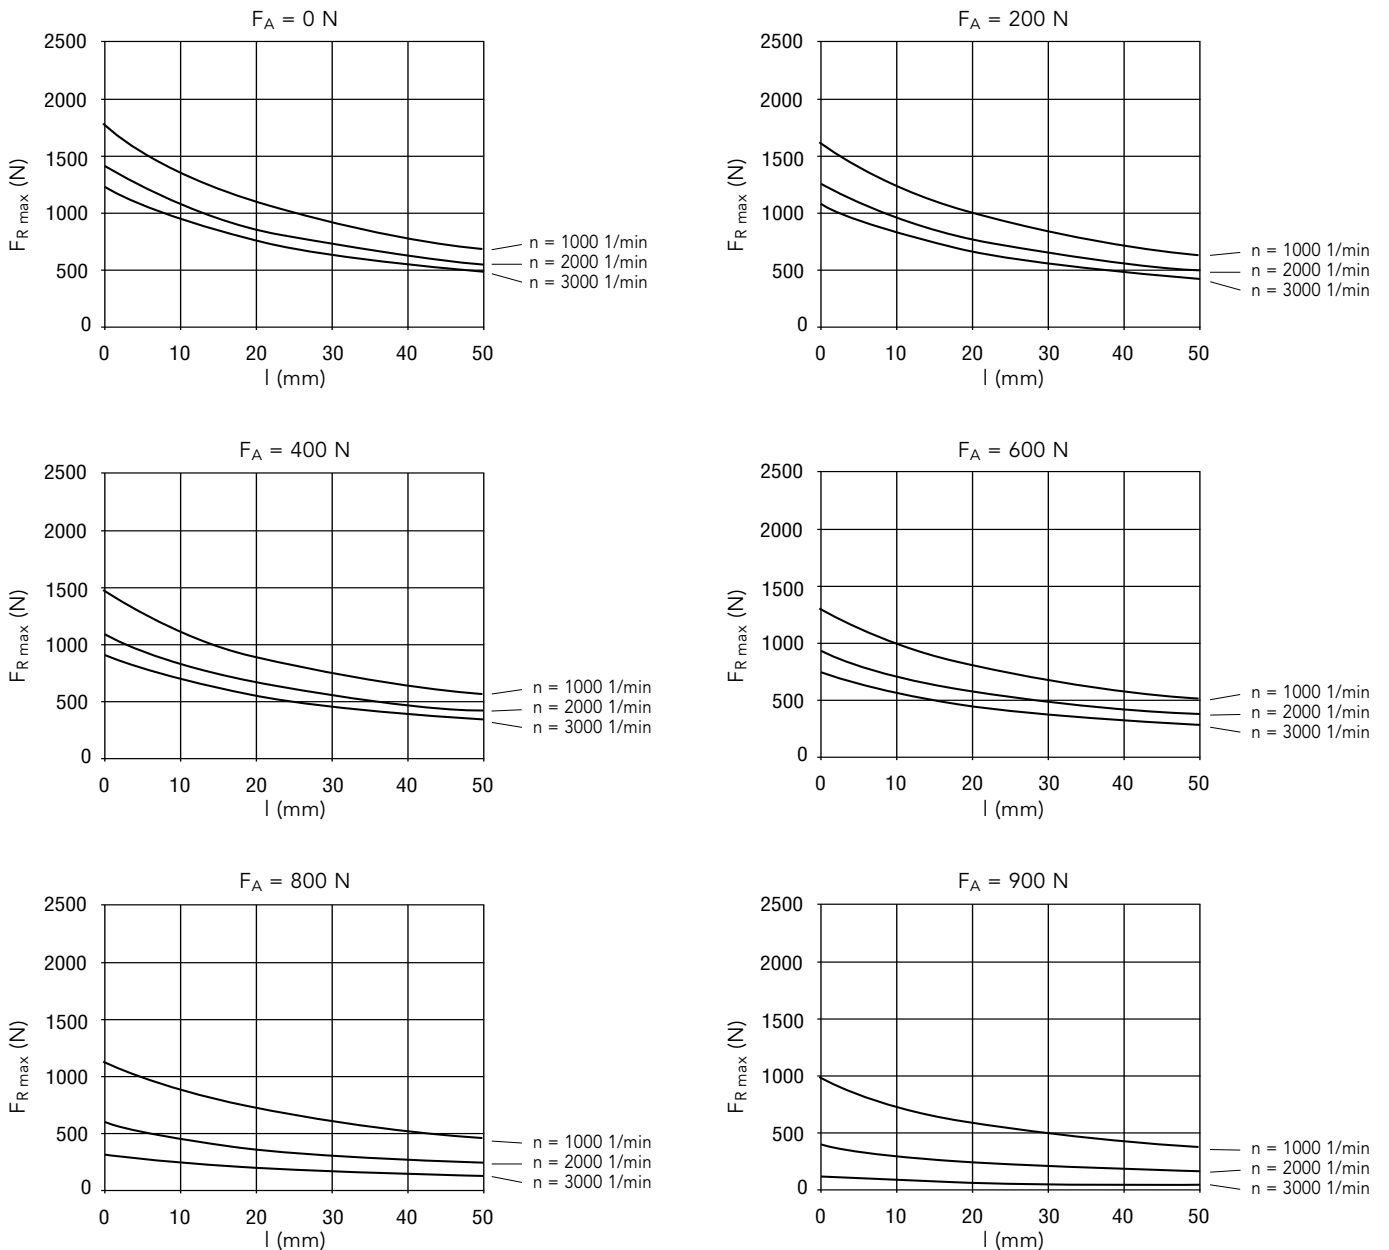 F_A = 0 N
2500
2000
1500
1000
500
0
F_R max (N)
0 10 20 30 40 50
l (mm)
n = 1000 1/min
n = 2000 1/min
n = 3000 1/min
F_A = 200 N
2500
2000
1500
1000
500
0
F_R max (N)
0 10 20 30 40 50
l (mm)
n = 1000 1/min
n = 2000 1/min
n = 3000 1/min
F_A = 400 N
2500
2000
1500
1000
500
0
F_R max (N)
0 10 20 30 40 50
l (mm)
n = 1000 1/min
n = 2000 1/min
n = 3000 1/min
F_A = 600 N
2500
2000
1500
1000
500
0
F_R max (N)
0 10 20 30 40 50
l (mm)
n = 1000 1/min
n = 2000 1/min
n = 3000 1/min
F_A = 800 N
2500
2000
1500
1000
500
0
F_R max (N)
0 10 20 30 40 50
l (mm)
n = 1000 1/min
n = 2000 1/min
n = 3000 1/min
F_A = 900 N
2500
2000
1500
1000
500
0
F_R max (N)
0 10 20 30 40 50
l (mm)
n = 1000 1/min
n = 2000 1/min
n = 3000 1/min